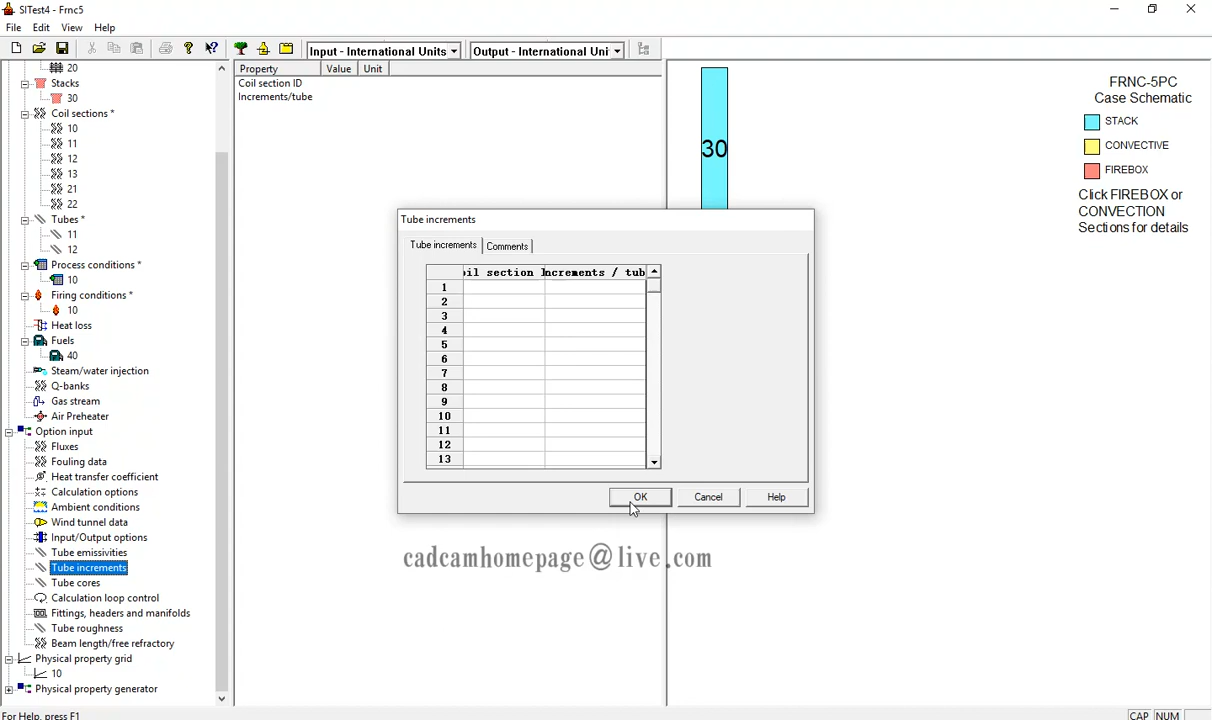 SITest4 - Frnc5
File Edit View Help
Input - International Units
Output - International Uni
20
Stacks
30
Coil sections *
10
11
12
13
21
22
Tubes *
11
12
Process conditions *
10
Firing conditions *
10
Heat loss
Fuels
40
Steam/water injection
Q-banks
Gas stream
Air Preheater
Option input
Fluxes
Fouling data
Heat transfer coefficient
Calculation options
Ambient conditions
Wind tunnel data
Input/Output options
Tube emissivities
Tube increments
Tube cores
Calculation loop control
Fittings, headers and manifolds
Tube roughness
Beam length/free refractory
Physical property grid
10
Physical property generator
Property Value Unit
Coil section ID
Increments/tube
30
FRNC-5PC
Case Schematic
STACK
CONVECTIVE
FIREBOX
Click FIREBOX or
CONVECTION
Sections for details
Tube increments
Tube increments Comments
oil section I ncrements / tub
1
2
3
4
5
6
7
8
9
10
11
12
13
OK Cancel Help
cadcamhomepage@live.com
For Help, press F1
CAP NUM